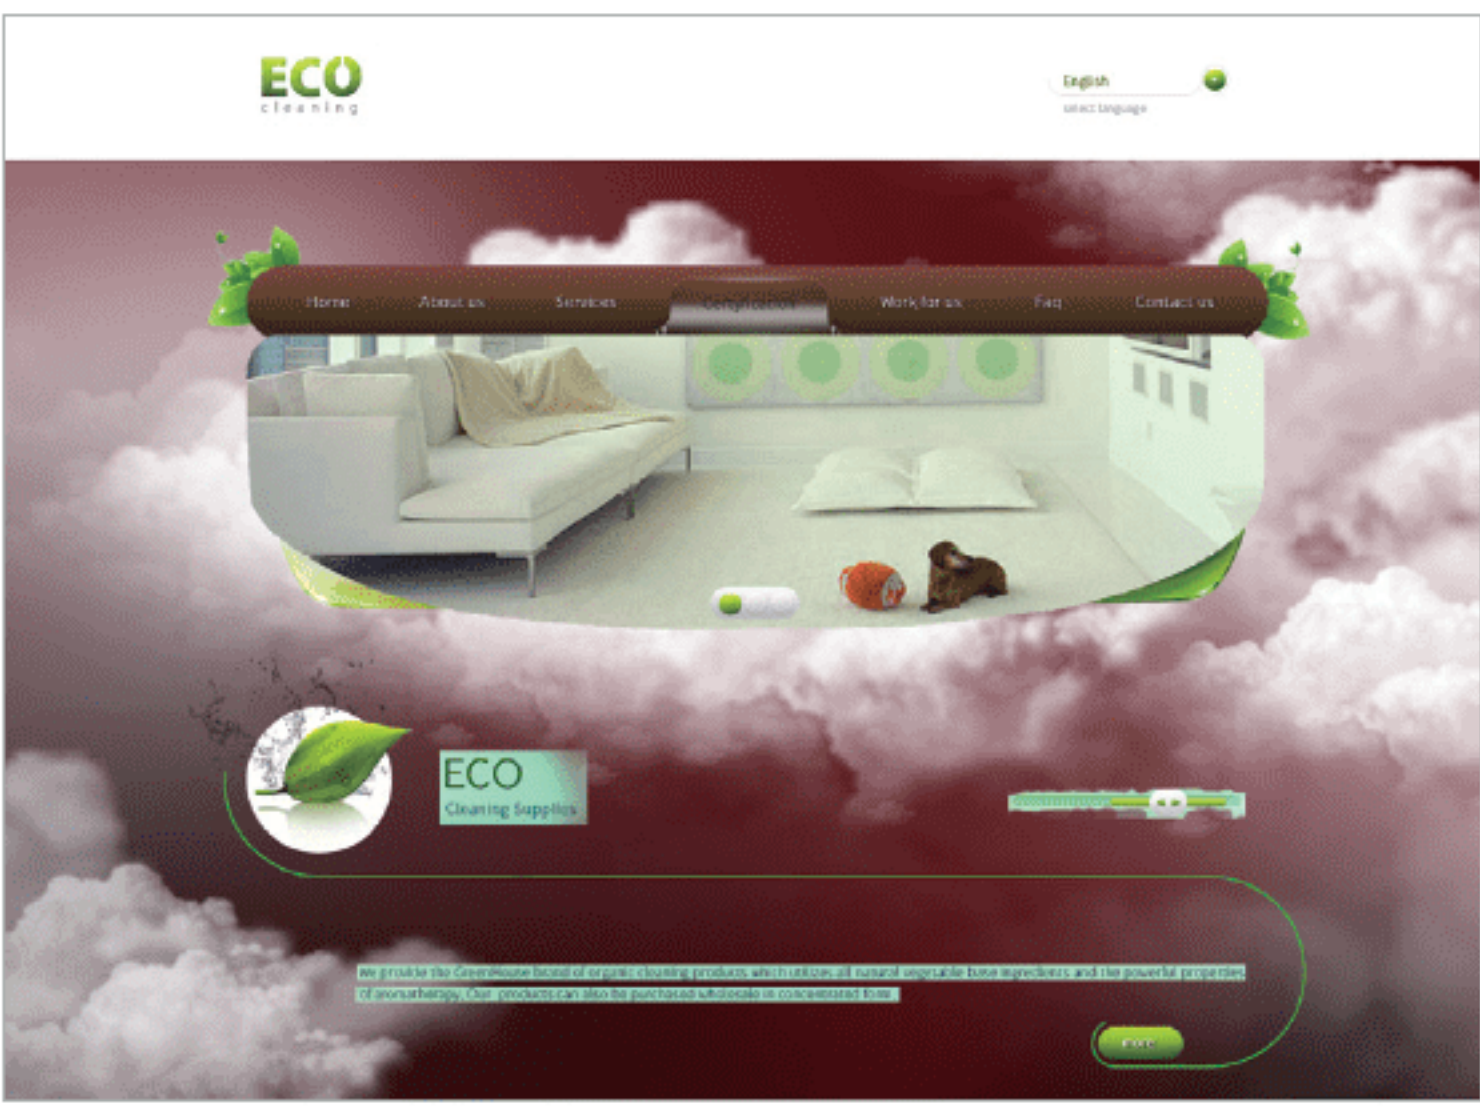 ECO
cleaning
English
select language
Home About us Services Certification Work for us Faq Contact us
ECO
Cleaning Supplies
We provide the GreenHouse brand of organic cleaning products which utilizes all natural vegetable base ingredients and the powerful properties
of aromatherapy. Our products can also be purchased wholesale in concentrated form.
more